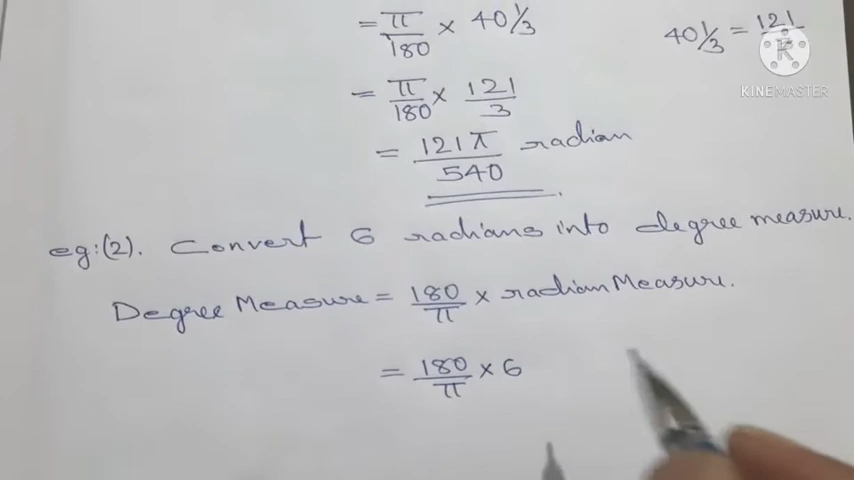 = π/180 × 40 1/3
40 1/3 = 121/3
KINEMASTER
= π/180 × 121/3
= 121π/540 radian
eg:(2). Convert 6 radians into degree measure.
Degree Measure = 180/π × radian Measure.
= 180/π × 6